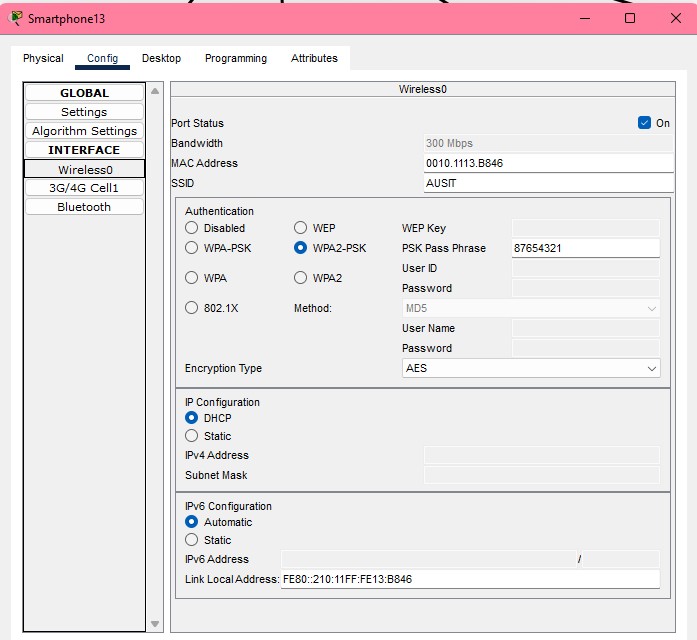 Smartphone13
Physical Config Desktop Programming Attributes
GLOBAL
Settings
Algorithm Settings
INTERFACE
Wireless0
3G/4G Cell1
Bluetooth
Wireless0
Port Status On
Bandwidth 300 Mbps
MAC Address 0010.1113.B846
SSID AUSIT
Authentication
Disabled WEP WEP Key
WPA-PSK WPA2-PSK PSK Pass Phrase 87654321
User ID
WPA WPA2
Password
802.1X Method: MD5
User Name
Password
Encryption Type AES
IP Configuration
DHCP
Static
IPv4 Address
Subnet Mask
IPv6 Configuration
Automatic
Static
IPv6 Address /
Link Local Address: FE80::210:11FF:FE13:B846